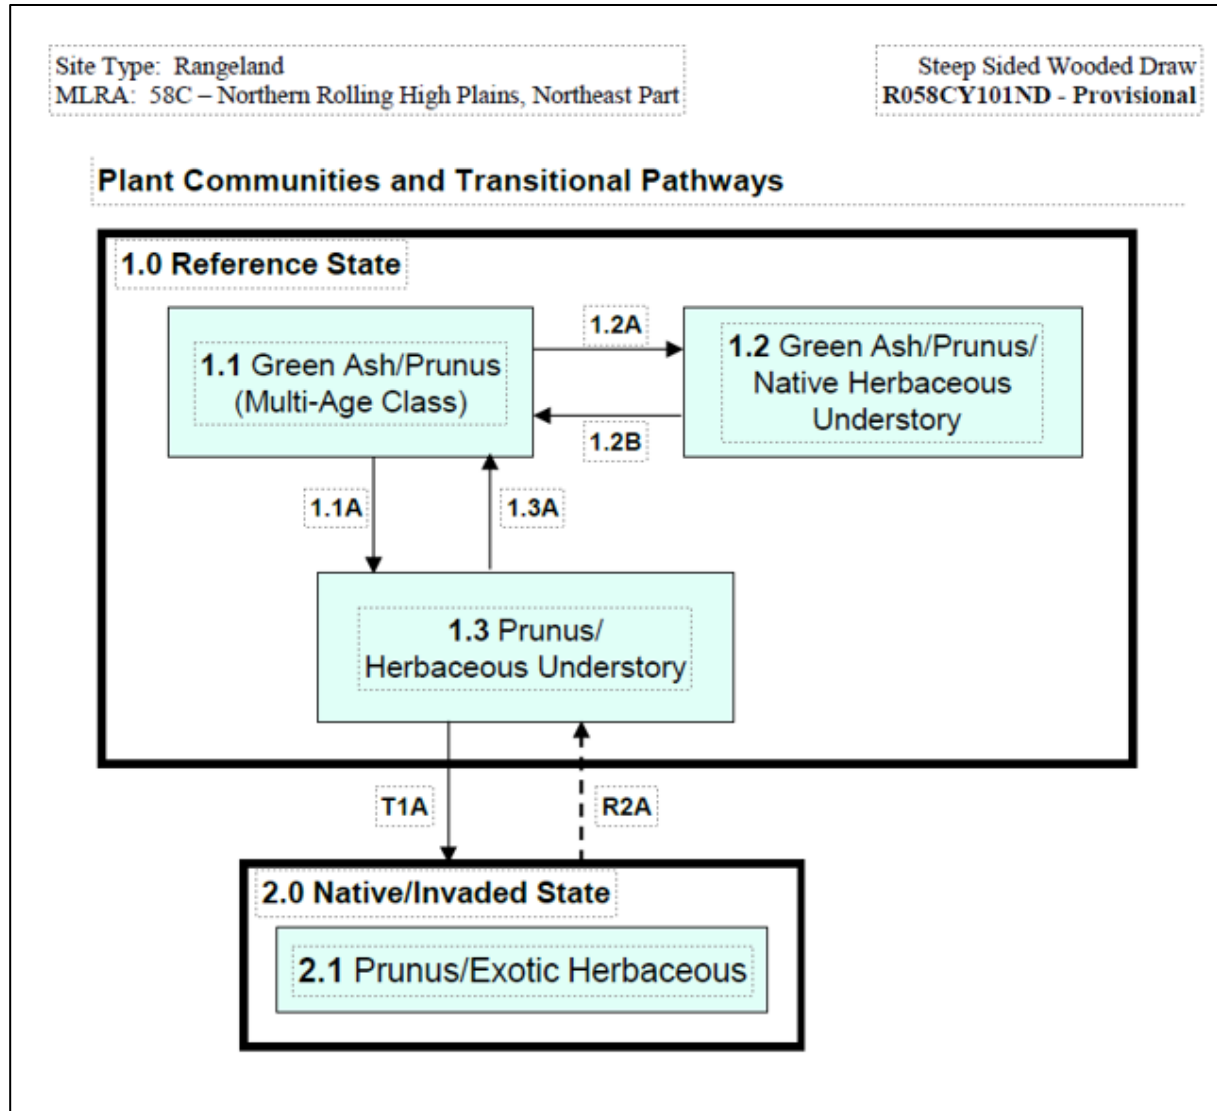 Site Type: Rangeland
MLRA: 58C – Northern Rolling High Plains, Northeast Part
Steep Sided Wooded Draw
R058CY101ND - Provisional
Plant Communities and Transitional Pathways
1.0 Reference State
1.1 Green Ash/Prunus
(Multi-Age Class)
1.2A
1.2B
1.2 Green Ash/Prunus/
Native Herbaceous
Understory
1.1A
1.3A
1.3 Prunus/
Herbaceous Understory
T1A
R2A
2.0 Native/Invaded State
2.1 Prunus/Exotic Herbaceous